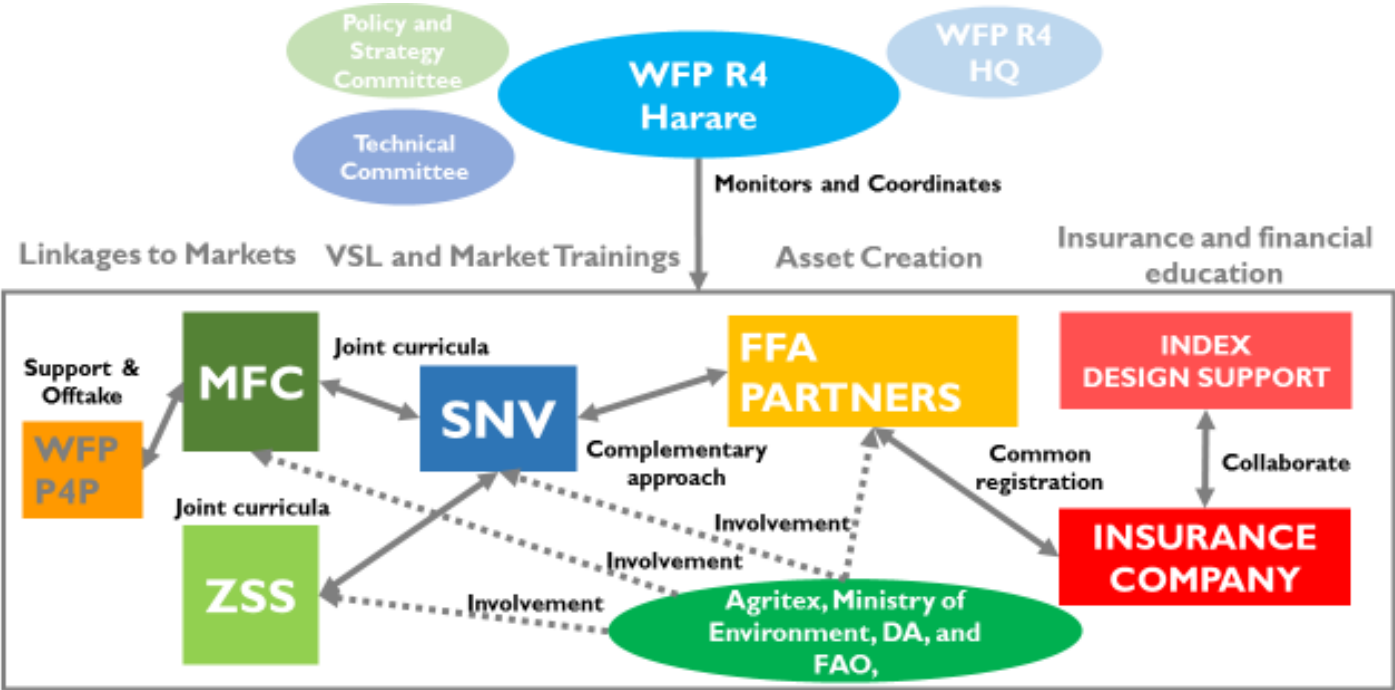 Policy and
Strategy
Committee
WFP R4
Harare
WFP R4
HQ
Technical
Committee
Monitors and Coordinates
Linkages to Markets
VSL and Market Trainings
Asset Creation
Insurance and financial
education
Support &
Offtake
MFC
Joint curricula
SNV
FFA
PARTNERS
INDEX
DESIGN SUPPORT
WFP
P4P
Complementary
approach
Common
registration
Collaborate
Joint curricula
ZSS
Involvement
Involvement
Involvement
INSURANCE
COMPANY
Agritex, Ministry of
Environment, DA, and
FAO,